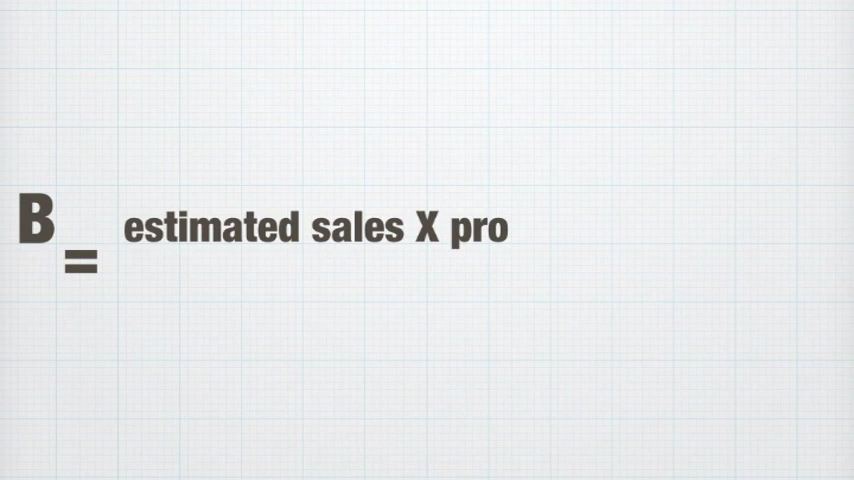 B = estimated sales X pro